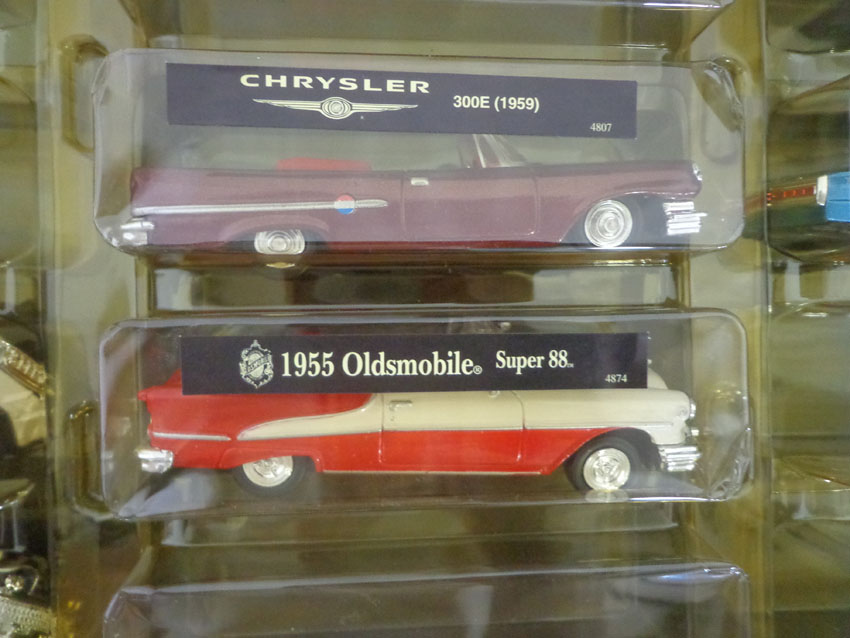 CHRYSLER
300E (1959)
4807
1955 Oldsmobile® Super 88™
4874